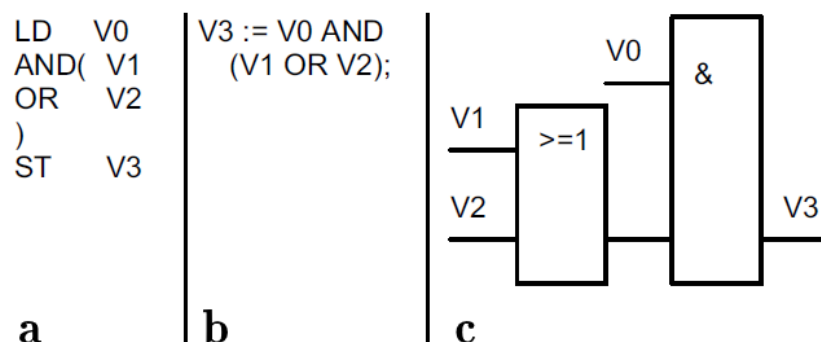 LD V0
AND( V1
OR V2
)
ST V3
a
V3 := V0 AND
(V1 OR V2);
b
V0
&
V1
>=1
V2
V3
c